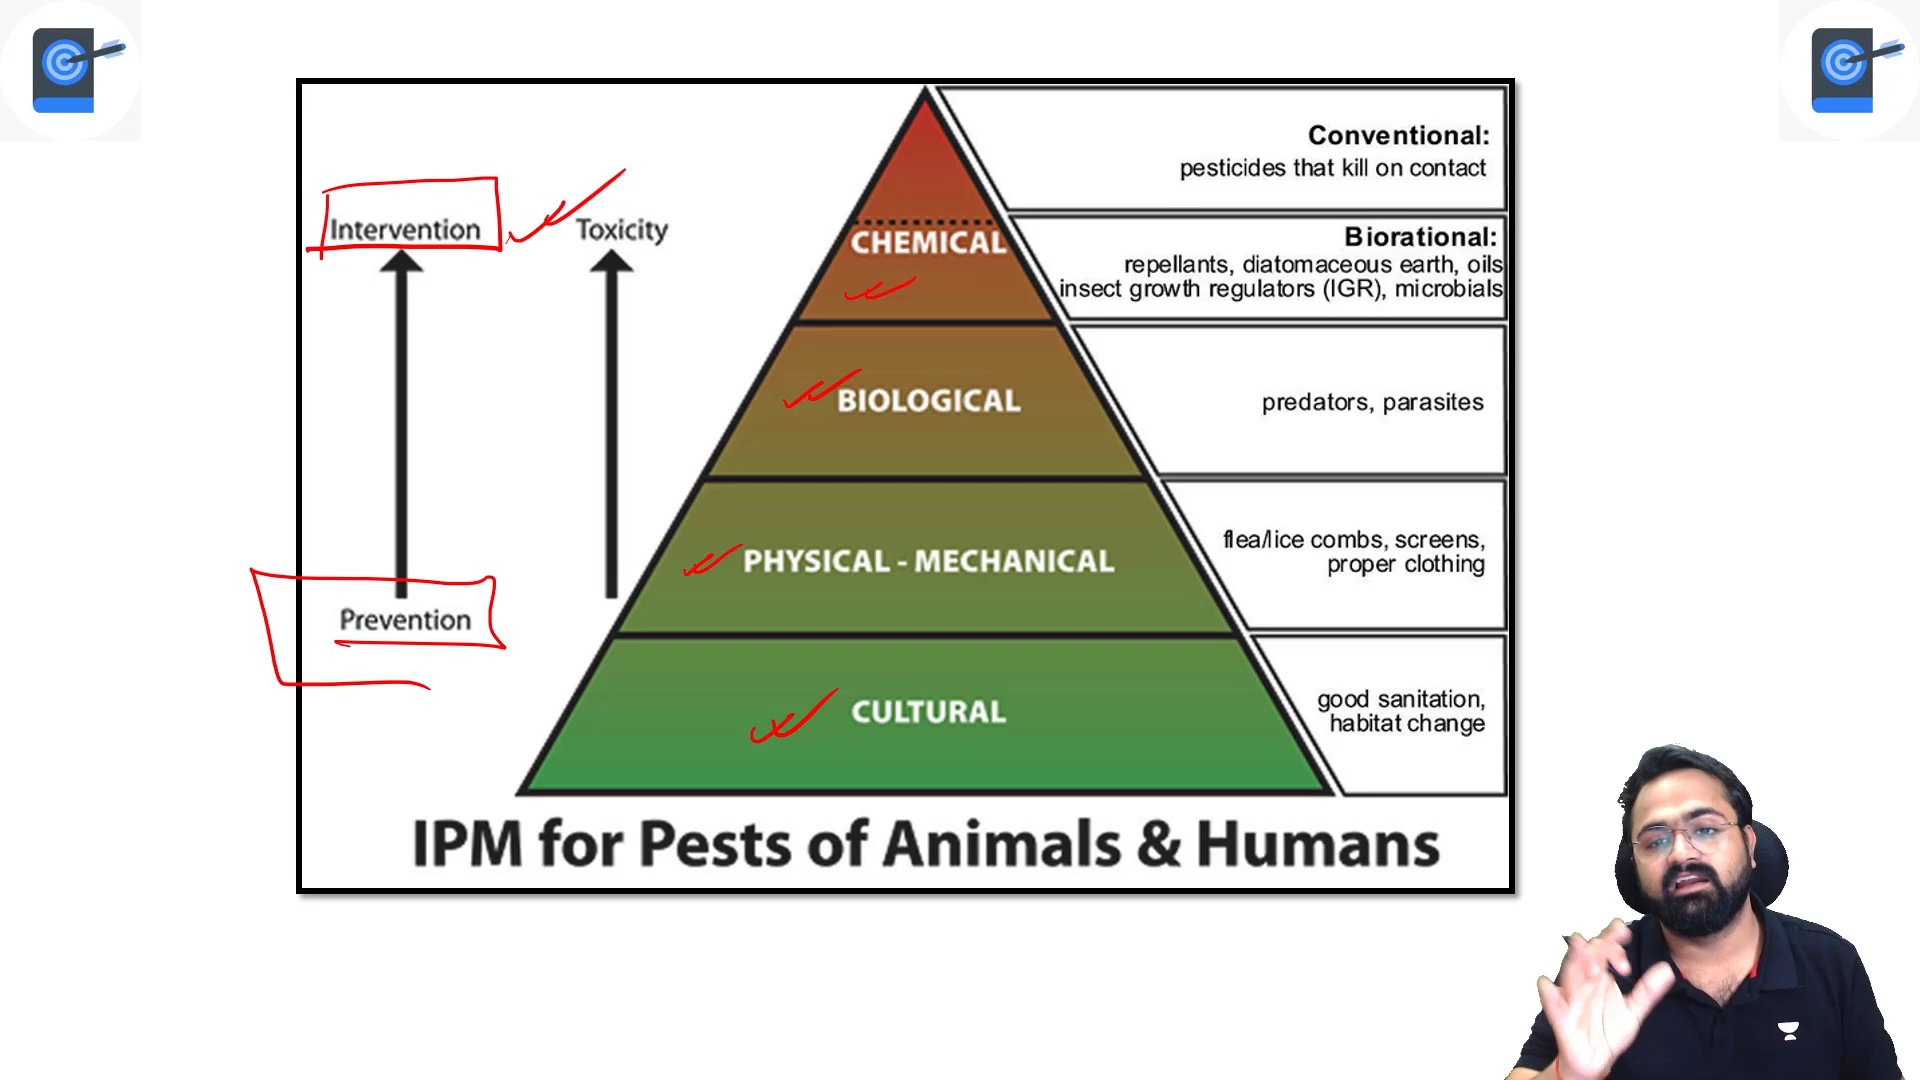 Conventional:
pesticides that kill on contact
Intervention
Toxicity
CHEMICAL
Biorational:
repellants, diatomaceous earth, oils
insect growth regulators (IGR), microbials
BIOLOGICAL
predators, parasites
PHYSICAL - MECHANICAL
flea/lice combs, screens,
proper clothing
Prevention
CULTURAL
good sanitation,
habitat change
IPM for Pests of Animals & Humans